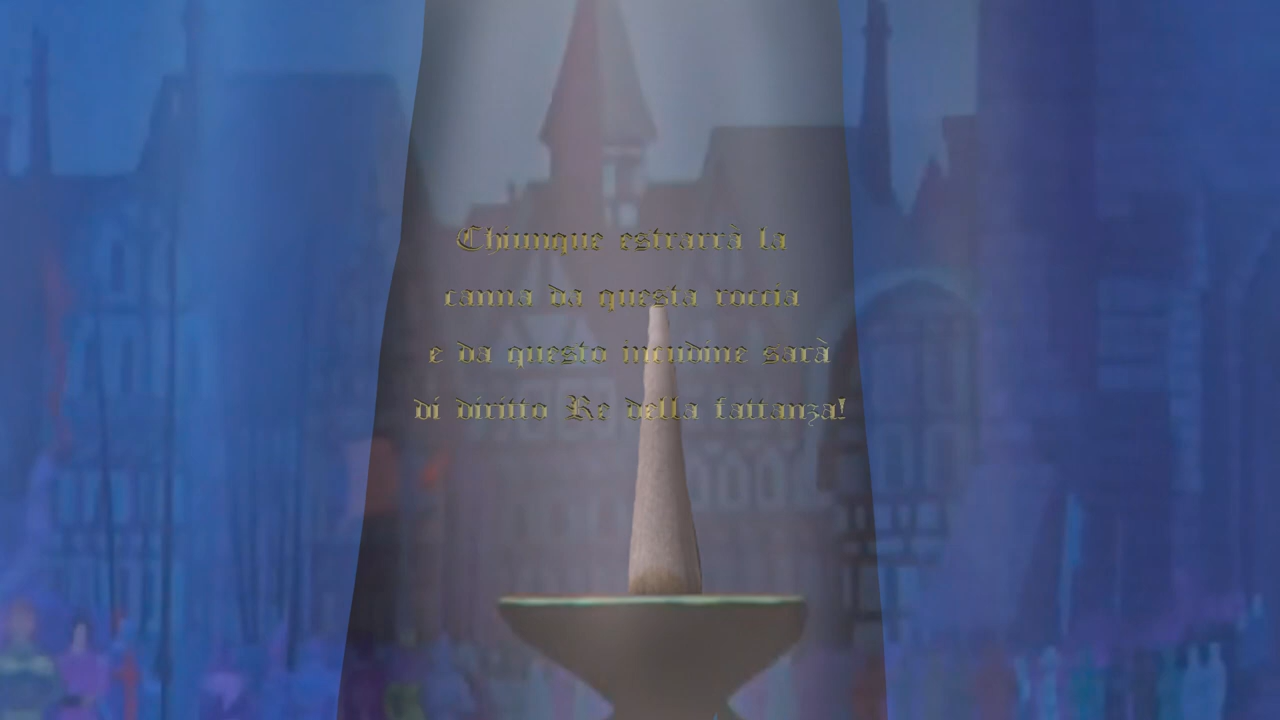 Chiunque estrarrà la
canna da questa roccia
e da questo incudine sarà
di diritto Re della fattanza!